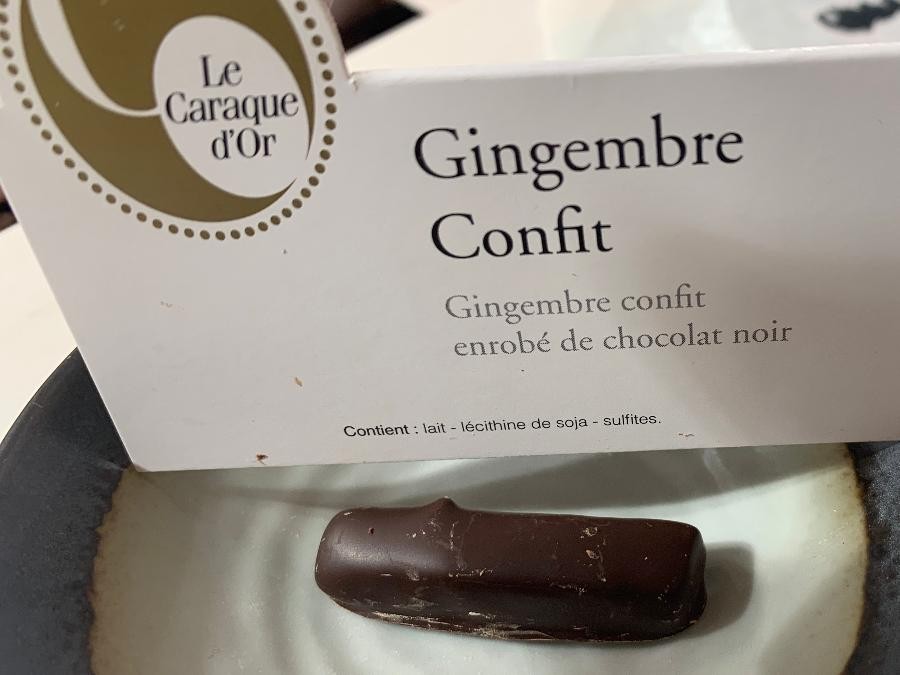 Le
Caraque
d'Or
Gingembre
Confit
Gingembre confit
enrobé de chocolat noir
Contient : lait - lécithine de soja - sulfites.